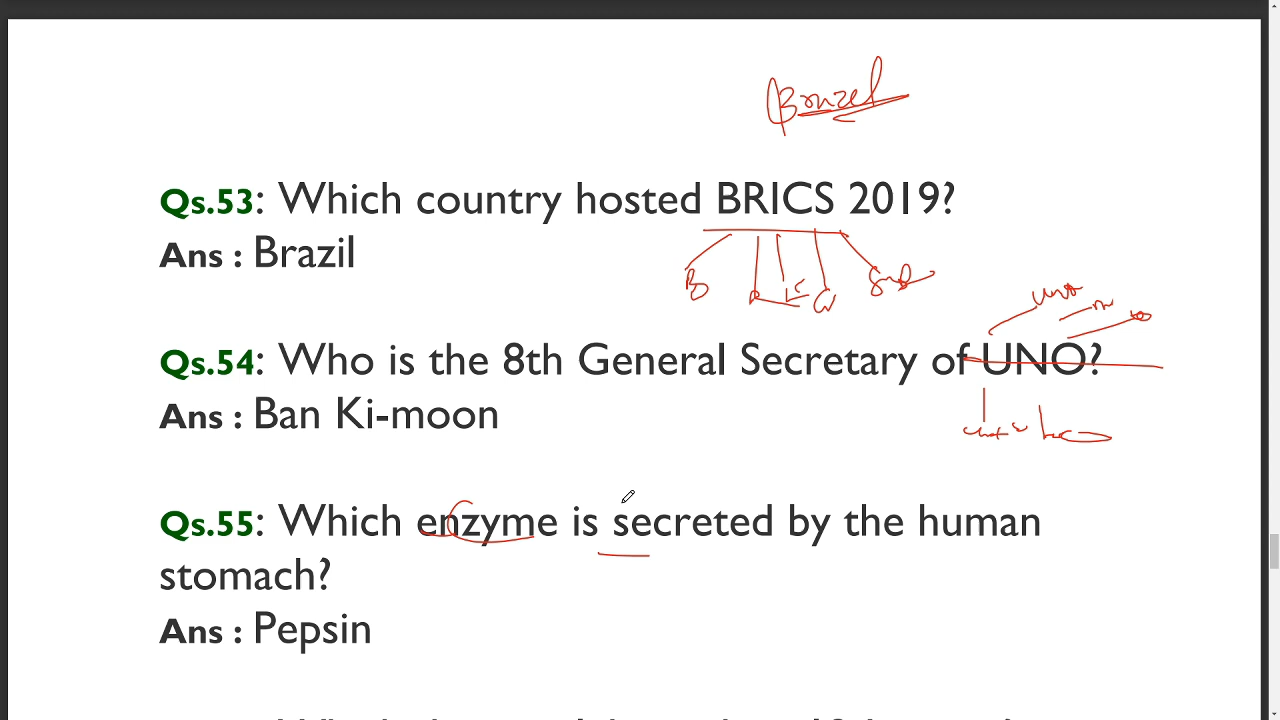 Brazel
Qs.53: Which country hosted BRICS 2019?
Ans : Brazil
B
Qs.54: Who is the 8th General Secretary of UNO?
Ans : Ban Ki-moon
Qs.55: Which enzyme is secreted by the human
stomach?
Ans : Pepsin